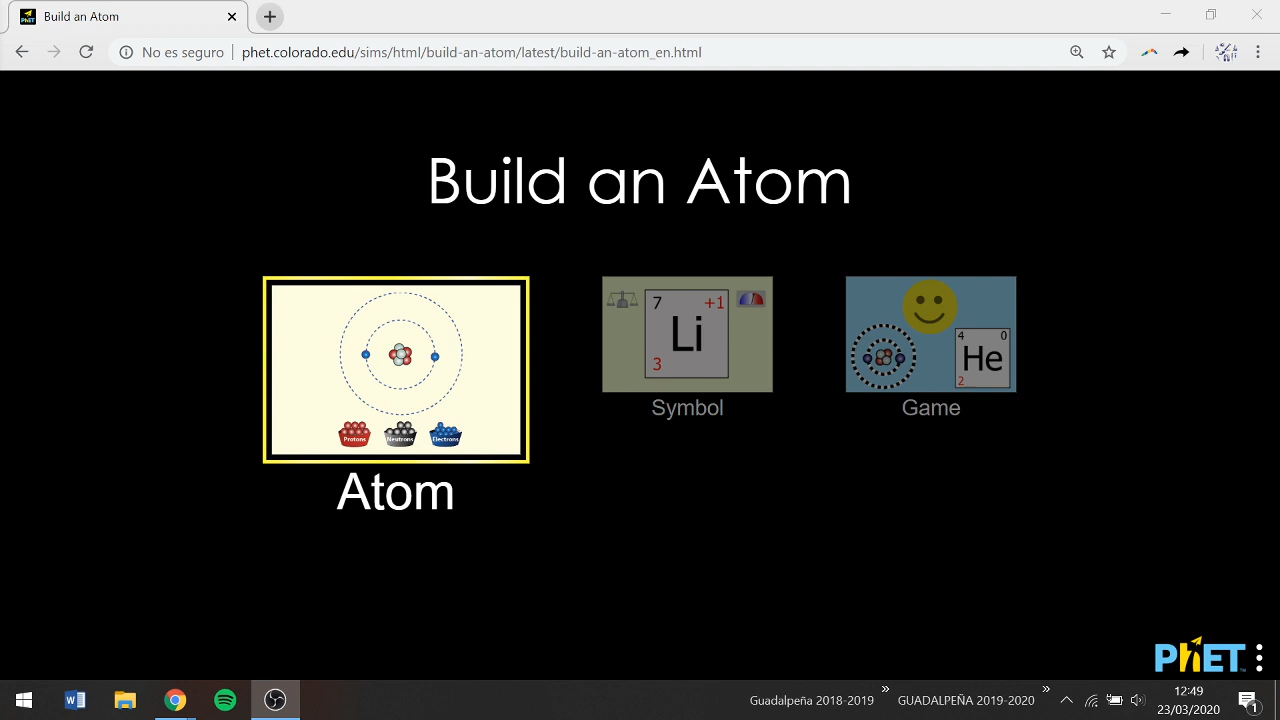 PhET
Build an Atom
No es seguro
phet.colorado.edu/sims/html/build-an-atom/latest/build-an-atom_en.html
Build an Atom
Protons
Neutrons
Electrons
Atom
7
+1
Li
3
Symbol
4
0
He
2
Game
PhET
Guadalpeña 2018-2019
»
GUADALPEÑA 2019-2020
»
12:49
23/03/2020
1